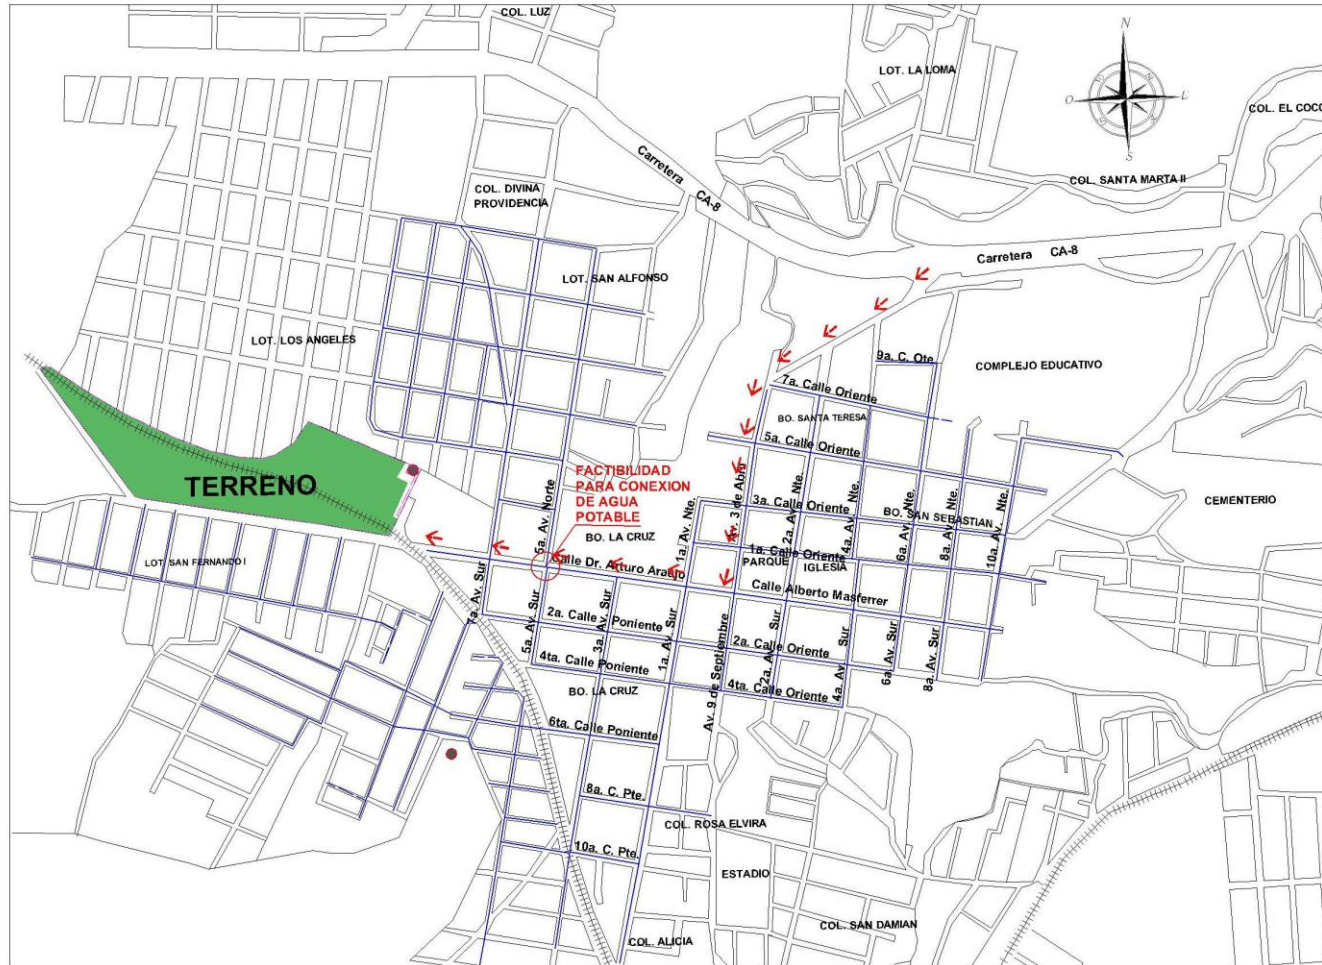 COL. LUZ
N
LOT. LA LOMA
O
E
COL. EL COCO
S
Carretera CA-8
COL. SANTA MARTA II
COL. DIVINA
PROVIDENCIA
Carretera CA-8
LOT. SAN ALFONSO
LOT. LOS ANGELES
9a. C. Ote.
COMPLEJO EDUCATIVO
7a. Calle Oriente
BO. SANTA TERESA
5a. Calle Oriente
TERRENO
FACTIBILIDAD
PARA CONEXION
DE AGUA
POTABLE
5a. Av. Norte
1a. Av. Nte.
Av. 3 de Abril
2a. Av. Nte.
4a. Av. Nte.
6a. Av. Nte.
8a. Av. Nte.
10a. Av. Nte.
3a. Calle Oriente
BO. SAN SEBASTIAN
CEMENTERIO
BO. LA CRUZ
1a. Calle Oriente
PARQUE
IGLESIA
LOT. SAN FERNANDO I
Calle Dr. Arturo Araujo
Calle Alberto Masferrer
7a. Av. Sur
5a. Av. Sur
3a. Av. Sur
1a. Av. Sur
Av. 9 de Septiembre
2a. Av. Sur
4a. Av. Sur
6a. Av. Sur
8a. Av. Sur
2a. Calle Poniente
2a. Calle Oriente
4ta. Calle Poniente
4ta. Calle Oriente
BO. LA CRUZ
6ta. Calle Poniente
8a. C. Pte.
COL. ROSA ELVIRA
10a. C. Pte.
ESTADIO
COL. SAN DAMIAN
COL. ALICIA